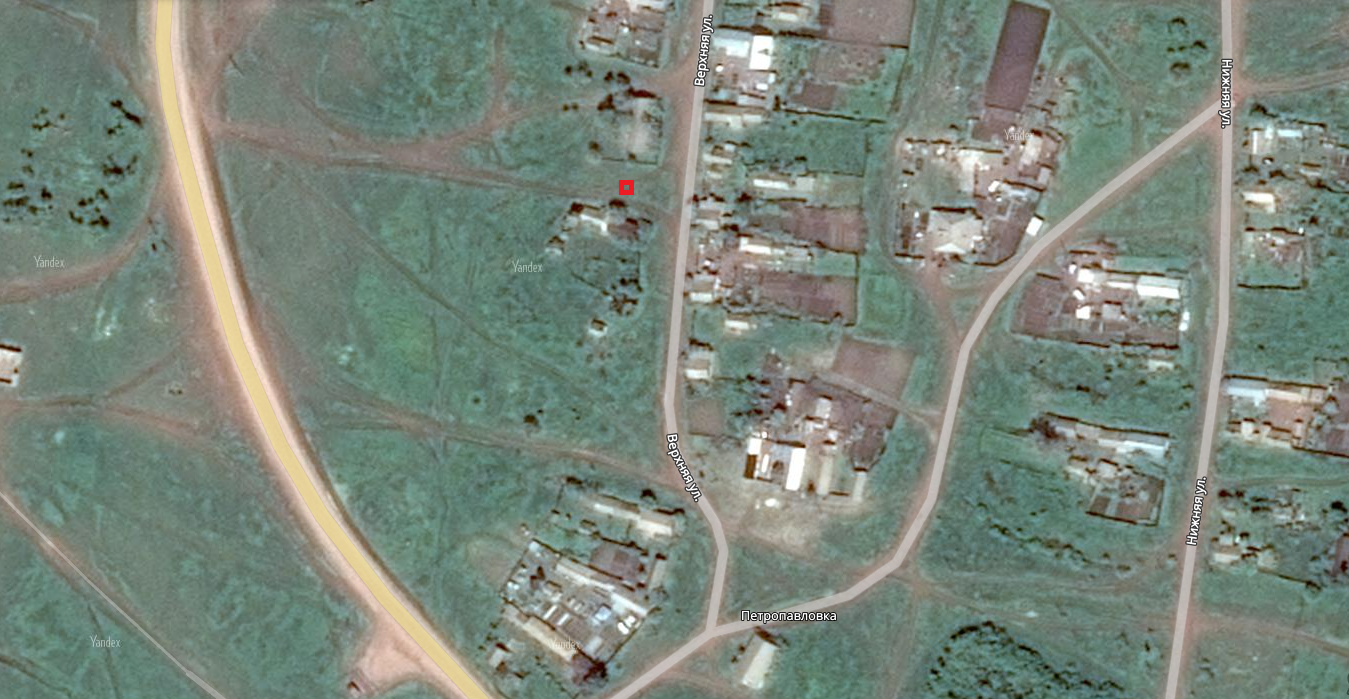 Верхняя ул.
Нижняя ул.
Yandex
Yandex
Yandex
Верхняя ул.
Нижняя ул.
Петропавловка
Yandex
Yandex